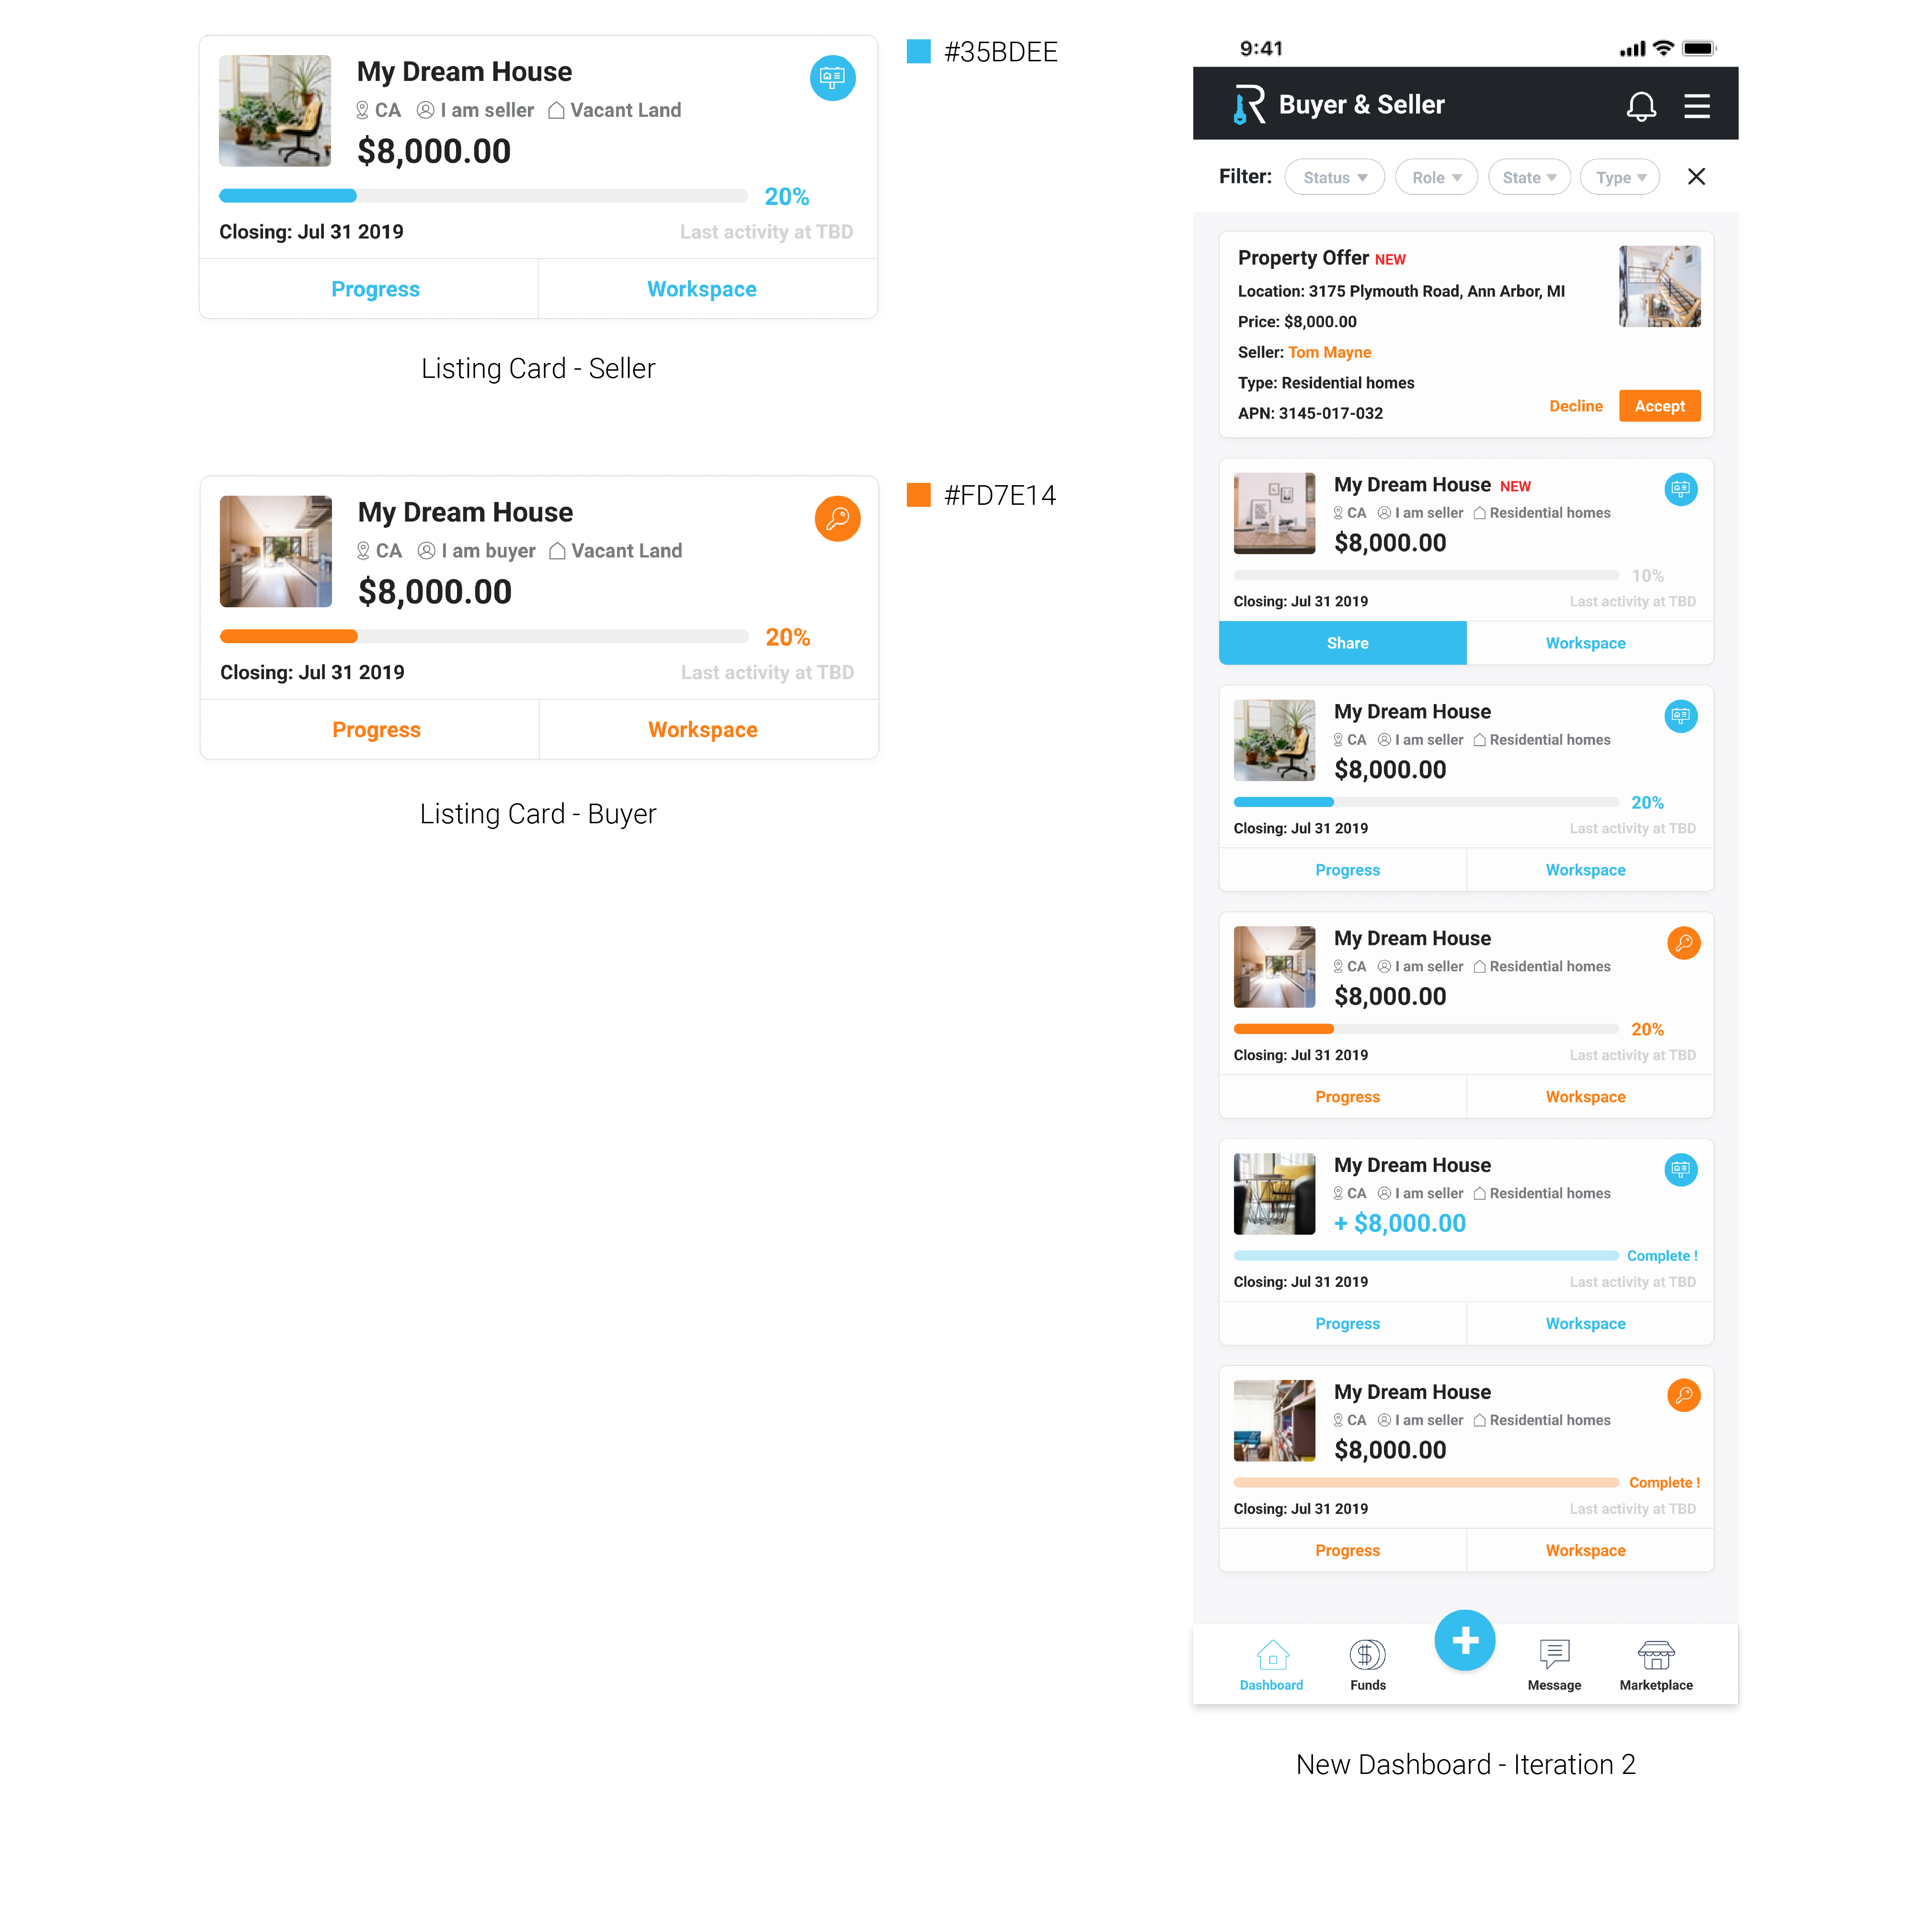 My Dream House
CA I am seller Vacant Land
$8,000.00
20%
Closing: Jul 31 2019 Last activity at TBD
Progress Workspace
Listing Card - Seller
#35BDEE
My Dream House
CA I am buyer Vacant Land
$8,000.00
20%
Closing: Jul 31 2019 Last activity at TBD
Progress Workspace
Listing Card - Buyer
#FD7E14
9:41
R Buyer & Seller
Filter: Status Role State Type
Property Offer NEW
Location: 3175 Plymouth Road, Ann Arbor, MI
Price: $8,000.00
Seller: Tom Mayne
Type: Residential homes
APN: 3145-017-032
Decline Accept
My Dream House NEW
CA I am seller Residential homes
$8,000.00
10%
Closing: Jul 31 2019 Last activity at TBD
Share Workspace
My Dream House
CA I am seller Residential homes
$8,000.00
20%
Closing: Jul 31 2019 Last activity at TBD
Progress Workspace
My Dream House
CA I am seller Residential homes
$8,000.00
20%
Closing: Jul 31 2019 Last activity at TBD
Progress Workspace
My Dream House
CA I am seller Residential homes
+ $8,000.00
Complete !
Closing: Jul 31 2019 Last activity at TBD
Progress Workspace
My Dream House
CA I am seller Residential homes
$8,000.00
Complete !
Closing: Jul 31 2019 Last activity at TBD
Progress Workspace
Dashboard Funds Message Marketplace
New Dashboard - Iteration 2